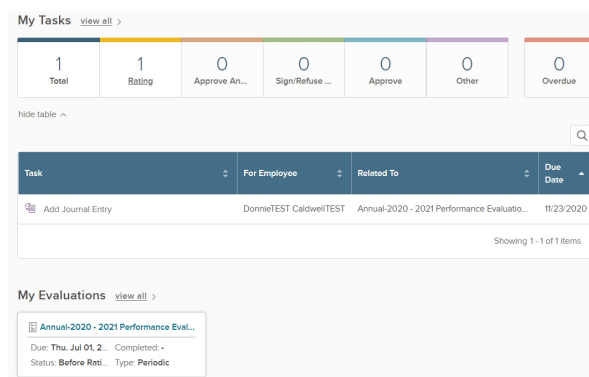 My Tasks view all >
1 1 0 0 0 0 0
Total Rating Approve An... Sign/Refuse ... Approve Other Overdue
hide table
Task For Employee Related To Due Date
Add Journal Entry DonnieTEST CaldwellTEST Annual-2020 - 2021 Performance Evaluatio... 11/23/2020
Showing 1 - 1 of 1 items
My Evaluations view all >
Annual-2020 - 2021 Performance Eval...
Due: Thu. Jul 01, 2... Completed: -
Status: Before Rati... Type: Periodic